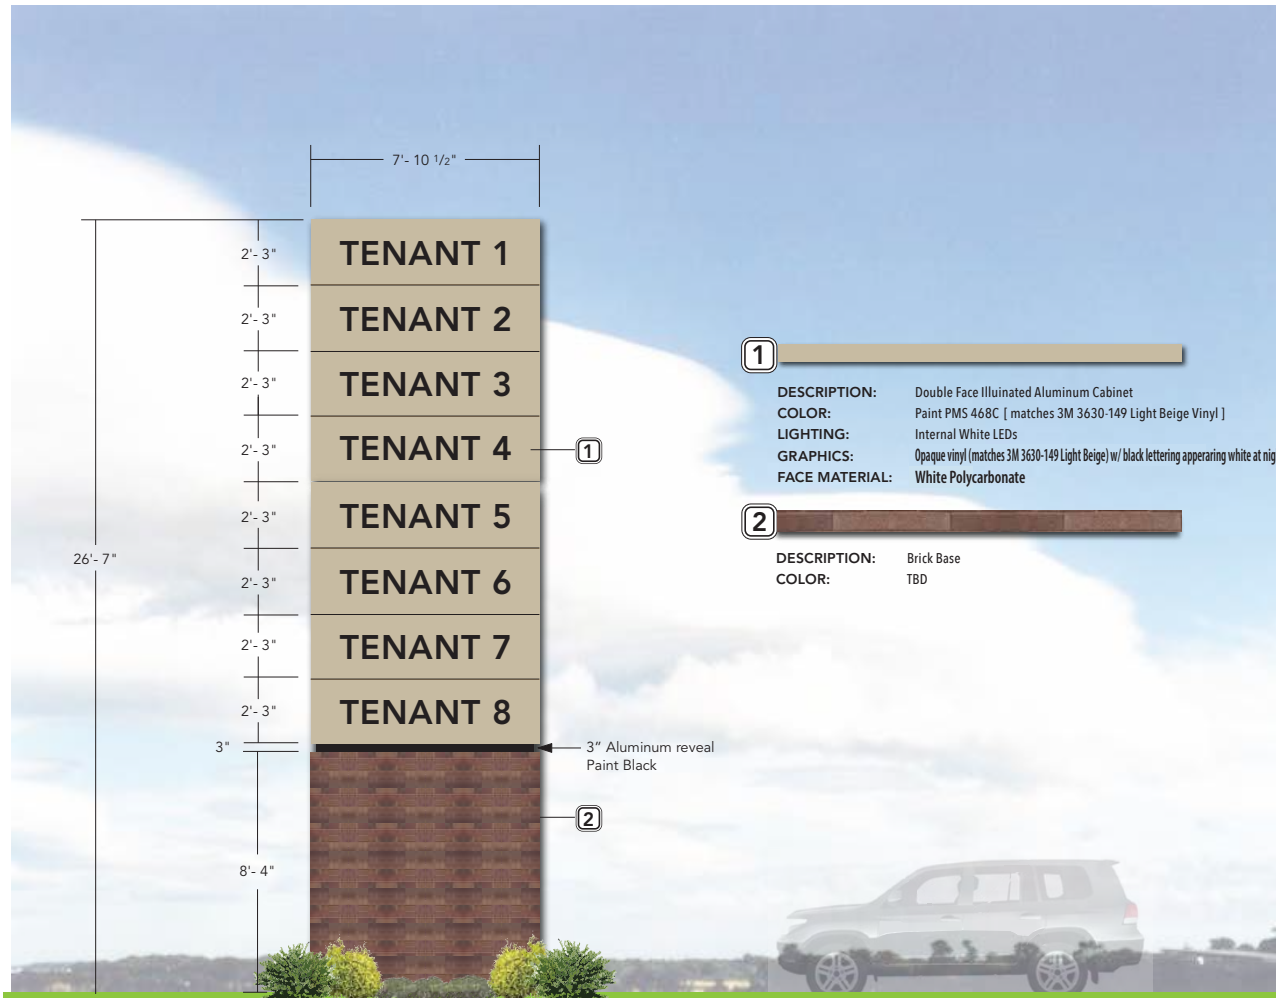 7'- 10 1/2"
2'- 3"
TENANT 1
2'- 3"
TENANT 2
2'- 3"
TENANT 3
2'- 3"
TENANT 4
1
2'- 3"
TENANT 5
26'- 7"
2'- 3"
TENANT 6
2'- 3"
TENANT 7
2'- 3"
TENANT 8
3"
3" Aluminum reveal
Paint Black
2
8'- 4"
1
DESCRIPTION: Double Face Illuinated Aluminum Cabinet
COLOR: Paint PMS 468C [ matches 3M 3630-149 Light Beige Vinyl ]
LIGHTING: Internal White LEDs
GRAPHICS: Opaque vinyl (matches 3M 3630-149 Light Beige) w/ black lettering apperaring white at nig
FACE MATERIAL: White Polycarbonate
2
DESCRIPTION: Brick Base
COLOR: TBD